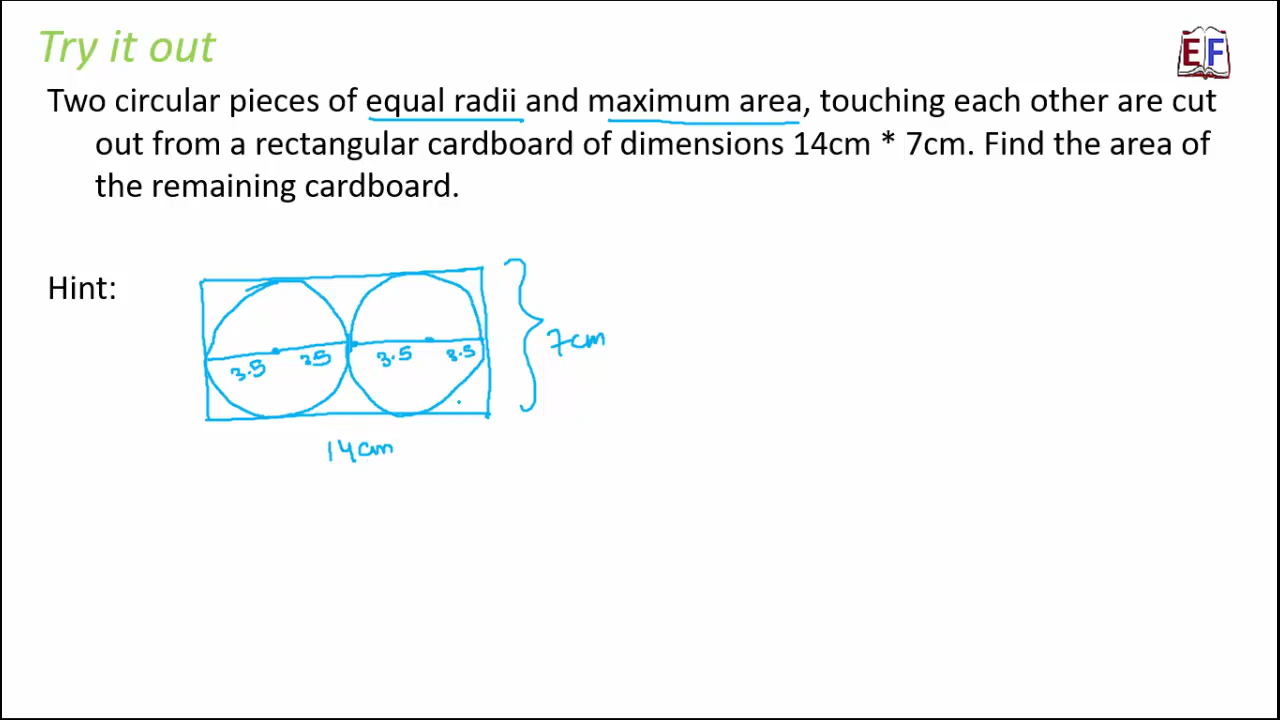 Try it out
EF
Two circular pieces of equal radii and maximum area, touching each other are cut
out from a rectangular cardboard of dimensions 14cm * 7cm. Find the area of
the remaining cardboard.
Hint:
3.5 35 3.5 3.5
7cm
14cm